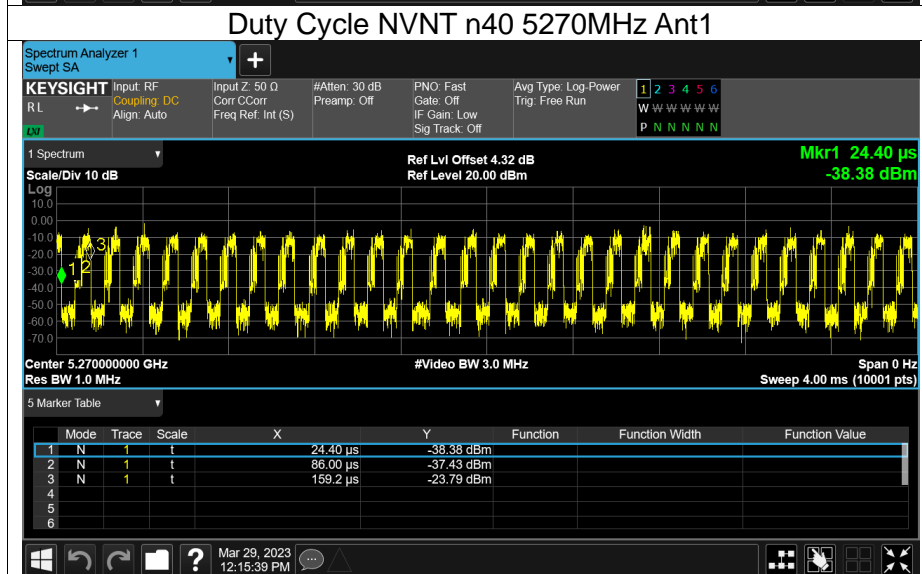 Duty Cycle NVNT n40 5270MHz Ant1
Spectrum Analyzer 1
Swept SA
+
KEYSIGHT
R L
LXI
Input: RF
Coupling: DC
Align: Auto
Input Z: 50 Ω
Corr CCorr
Freq Ref: Int (S)
#Atten: 30 dB
Preamp: Off
PNO: Fast
Gate: Off
IF Gain: Low
Sig Track: Off
Avg Type: Log-Power
Trig: Free Run
1 2 3 4 5 6
W W W W W W
P N N N N N
1 Spectrum
Scale/Div 10 dB
Ref Lvl Offset 4.32 dB
Ref Level 20.00 dBm
Mkr1 24.40 µs
-38.38 dBm
Log
10.0
0.00
-10.0
-20.0
-30.0
-40.0
-50.0
-60.0
-70.0
1 2 3
Center 5.270000000 GHz
Res BW 1.0 MHz
#Video BW 3.0 MHz
Span 0 Hz
Sweep 4.00 ms (10001 pts)
5 Marker Table
Mode Trace Scale X Y Function Function Width Function Value
1 N 1 t 24.40 µs -38.38 dBm
2 N 1 t 86.00 µs -37.43 dBm
3 N 1 t 159.2 µs -23.79 dBm
4
5
6
?
Mar 29, 2023
12:15:39 PM